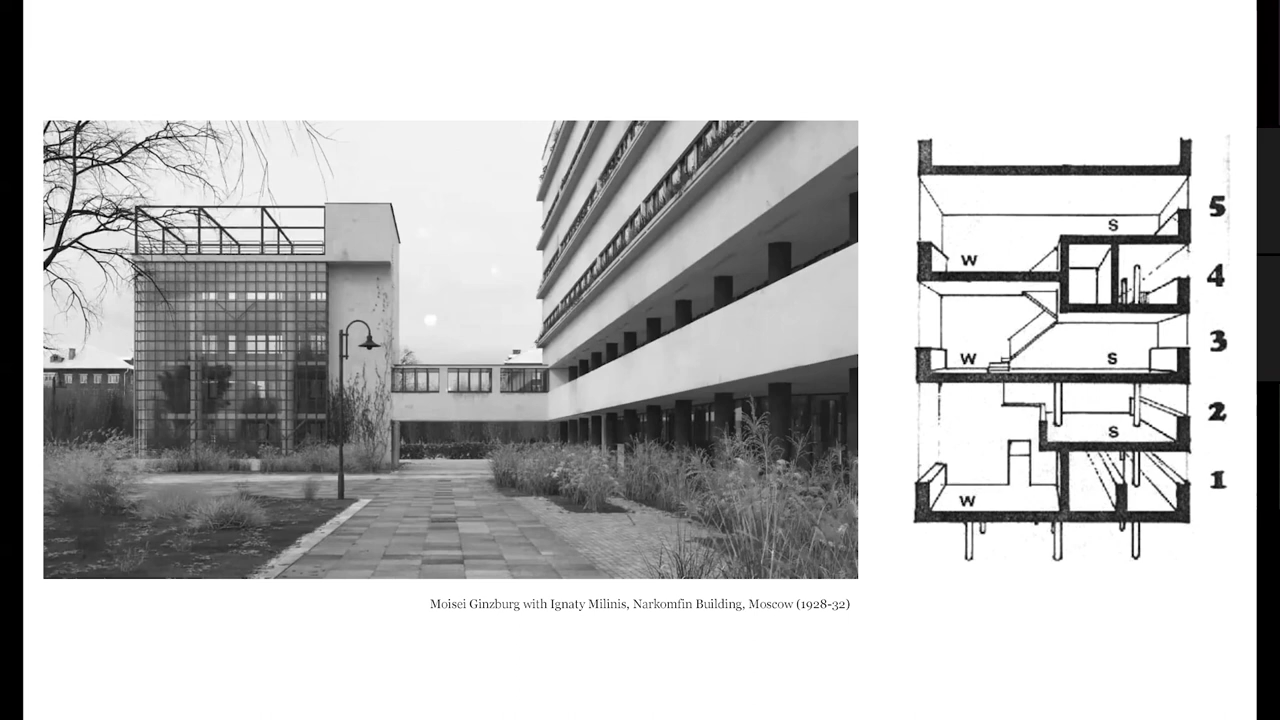 Moisei Ginzburg with Ignaty Milinis, Narkomfin Building, Moscow (1928-32)
S
5
W
4
W
S
3
S
2
W
1